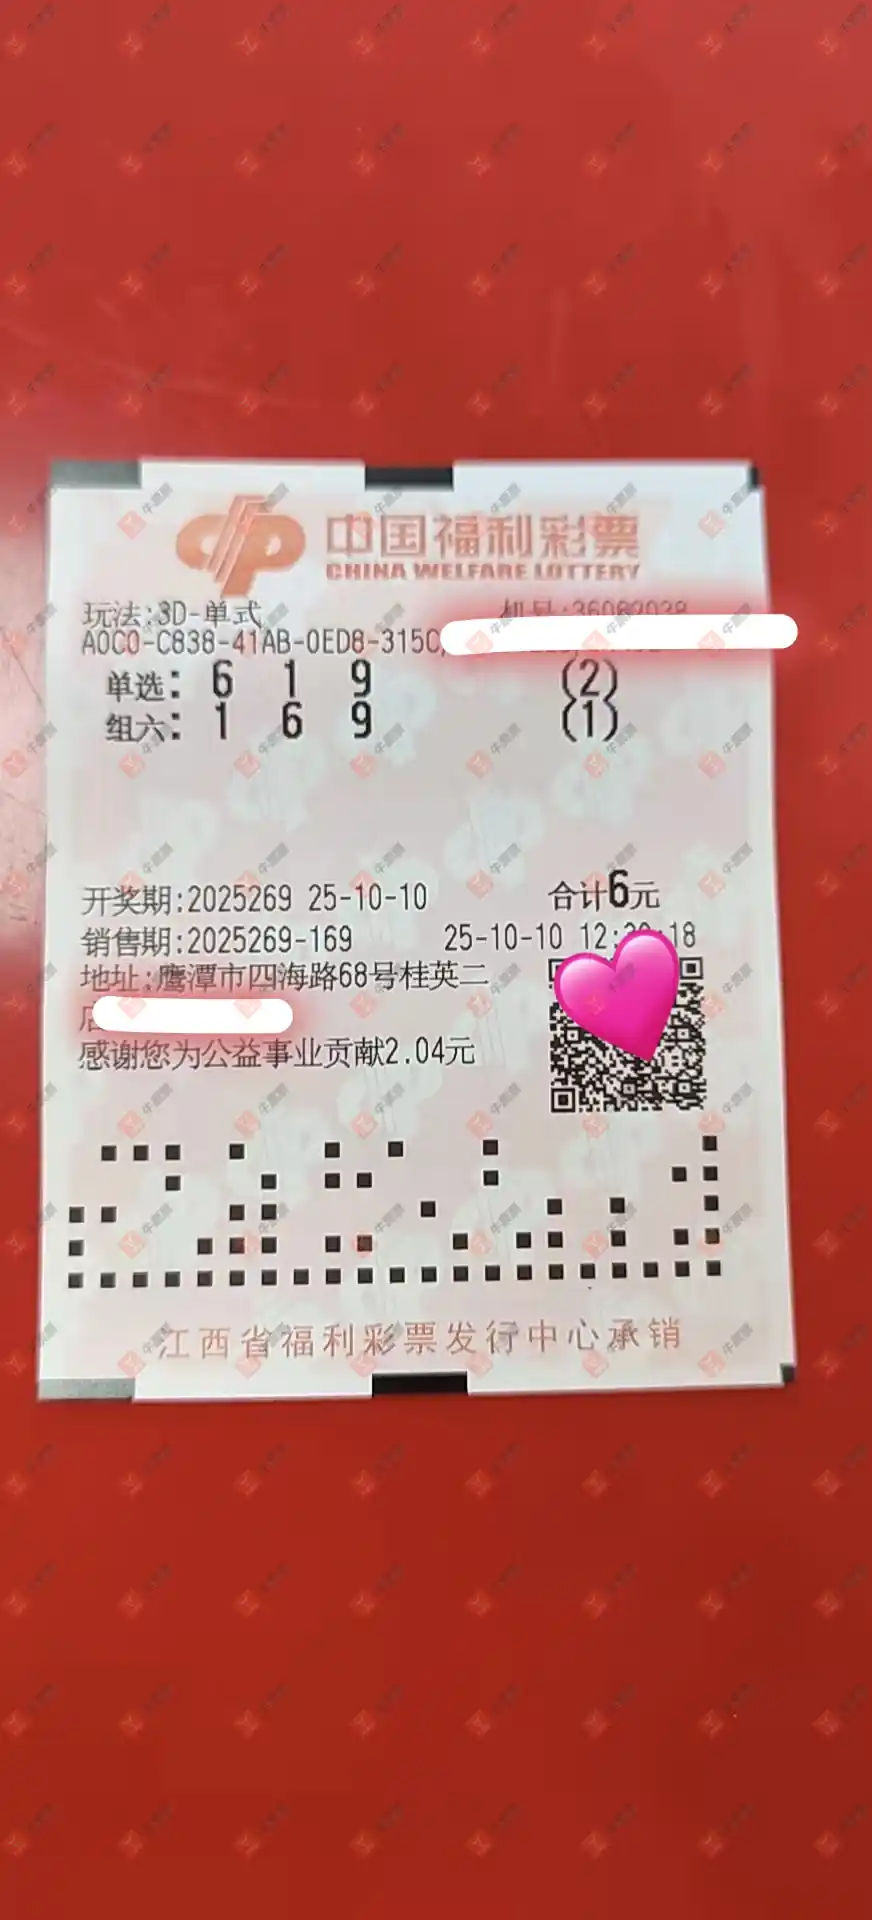 中国福利彩票
CHINA WELFARE LOTTERY
玩法:3D-单式
A0C0-C838-41AB-0ED8-315C
单选: 6 1 9 (2)
组六: 1 6 9 (1)
开奖期:2025269 25-10-10 合计6元
销售期:2025269-169 25-10-10
地址:鹰潭市四海路68号桂英二
店
感谢您为公益事业贡献2.04元
江西省福利彩票发行中心承销